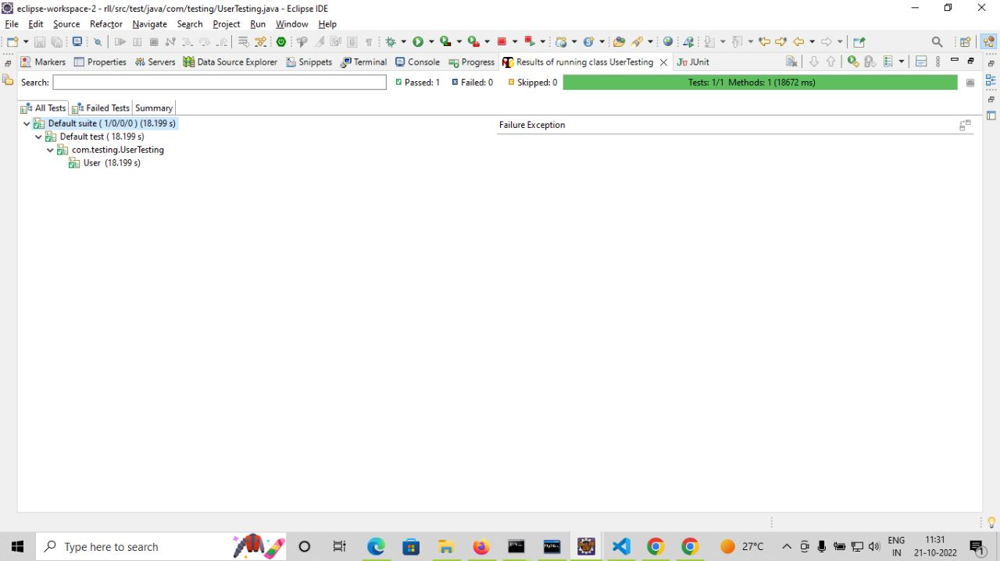 eclipse-workspace-2 - rll/src/test/java/com/testing/UserTesting.java - Eclipse IDE
File Edit Source Refactor Navigate Search Project Run Window Help
Markers Properties Servers Data Source Explorer Snippets Terminal Console Progress Results of running class UserTesting JUnit
Search: Passed: 1 Failed: 0 Skipped: 0 Tests: 1/1 Methods: 1 (18672 ms)
All Tests Failed Tests Summary
Default suite ( 1/0/0/0 ) (18.199 s) Failure Exception
Default test ( 18.199 s)
com.testing.UserTesting
User (18.199 s)
Type here to search 27°C ENG 11:31
IN 21-10-2022 1